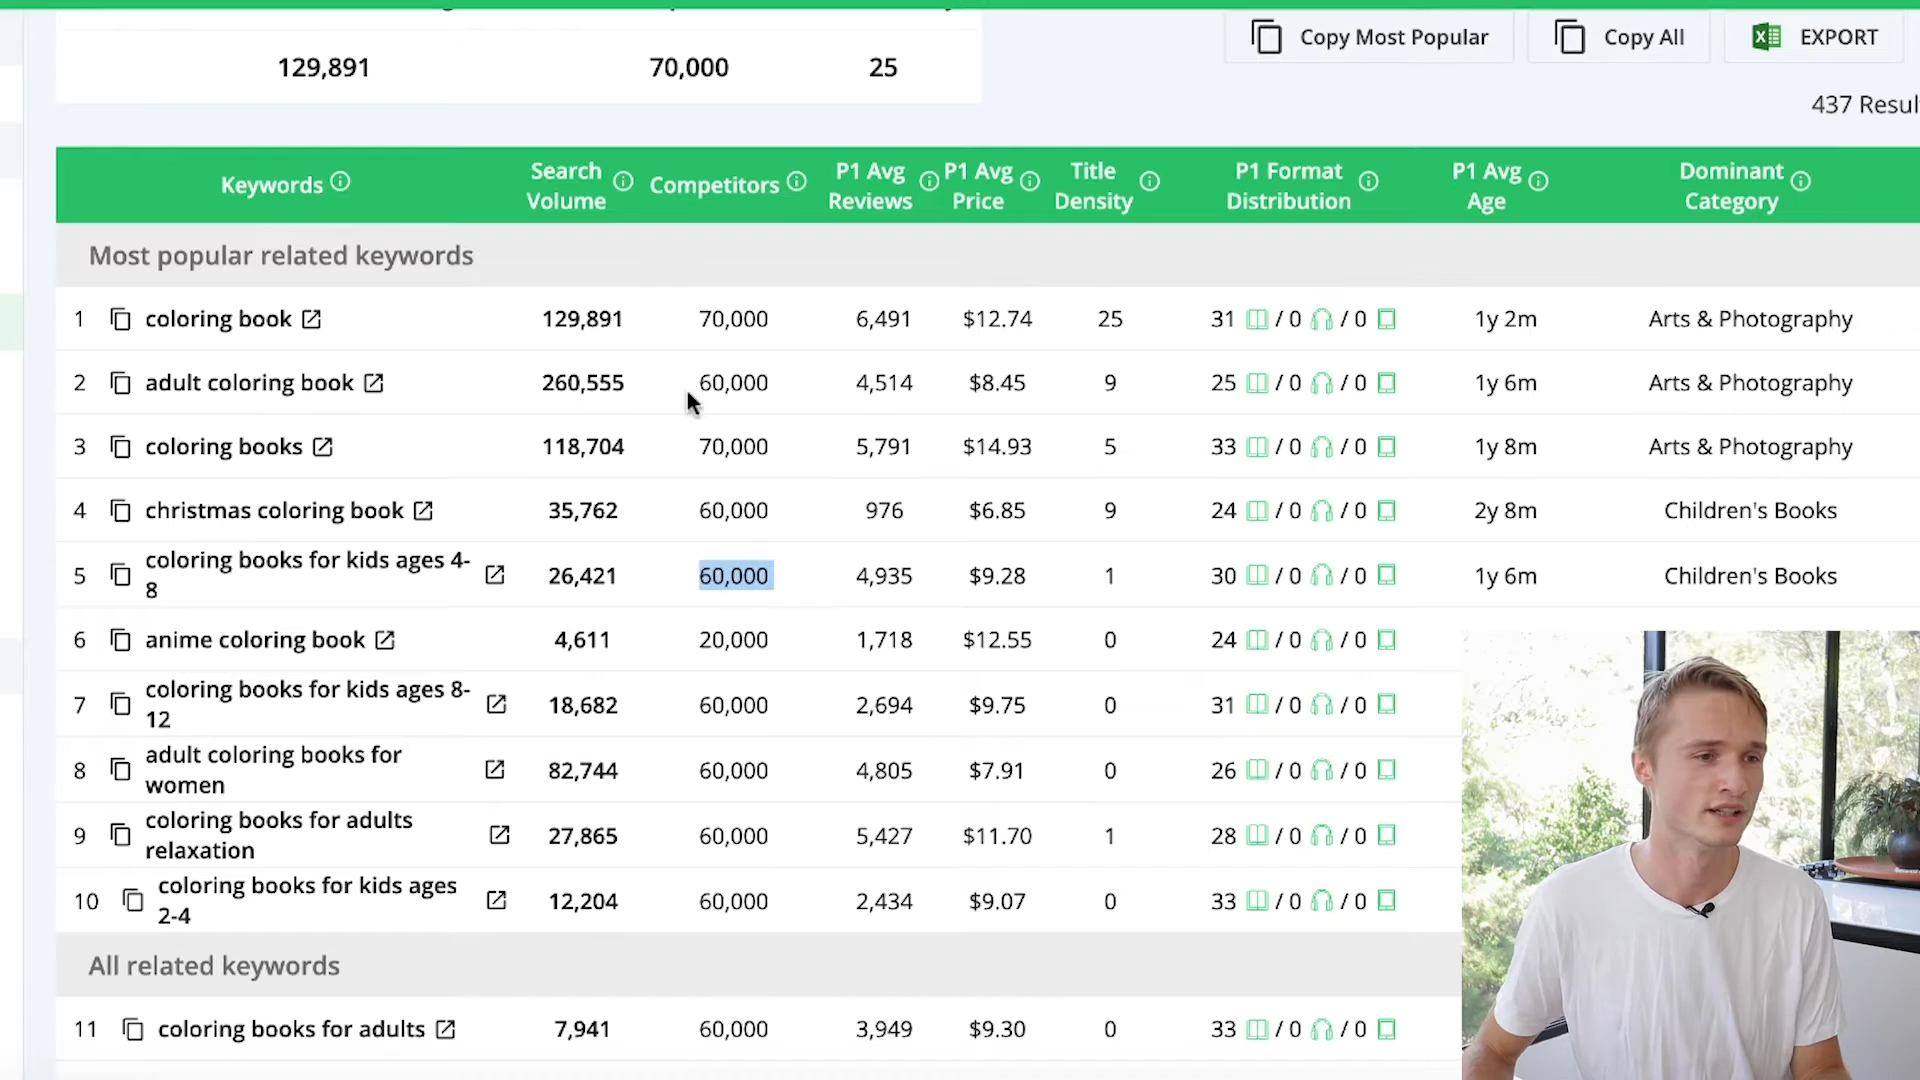 Copy Most Popular
Copy All
EXPORT
129,891 70,000 25
437 Resul
Keywords Search Volume Competitors P1 Avg Reviews P1 Avg Price Title Density P1 Format Distribution P1 Avg Age Dominant Category
Most popular related keywords
1 coloring book 129,891 70,000 6,491 $12.74 25 31 / 0 / 0 1y 2m Arts & Photography
2 adult coloring book 260,555 60,000 4,514 $8.45 9 25 / 0 / 0 1y 6m Arts & Photography
3 coloring books 118,704 70,000 5,791 $14.93 5 33 / 0 / 0 1y 8m Arts & Photography
4 christmas coloring book 35,762 60,000 976 $6.85 9 24 / 0 / 0 2y 8m Children's Books
5 coloring books for kids ages 4-8 26,421 60,000 4,935 $9.28 1 30 / 0 / 0 1y 6m Children's Books
6 anime coloring book 4,611 20,000 1,718 $12.55 0 24 / 0 / 0
7 coloring books for kids ages 8-12 18,682 60,000 2,694 $9.75 0 31 / 0 / 0
8 adult coloring books for women 82,744 60,000 4,805 $7.91 0 26 / 0 / 0
9 coloring books for adults relaxation 27,865 60,000 5,427 $11.70 1 28 / 0 / 0
10 coloring books for kids ages 2-4 12,204 60,000 2,434 $9.07 0 33 / 0 / 0
All related keywords
11 coloring books for adults 7,941 60,000 3,949 $9.30 0 33 / 0 / 0